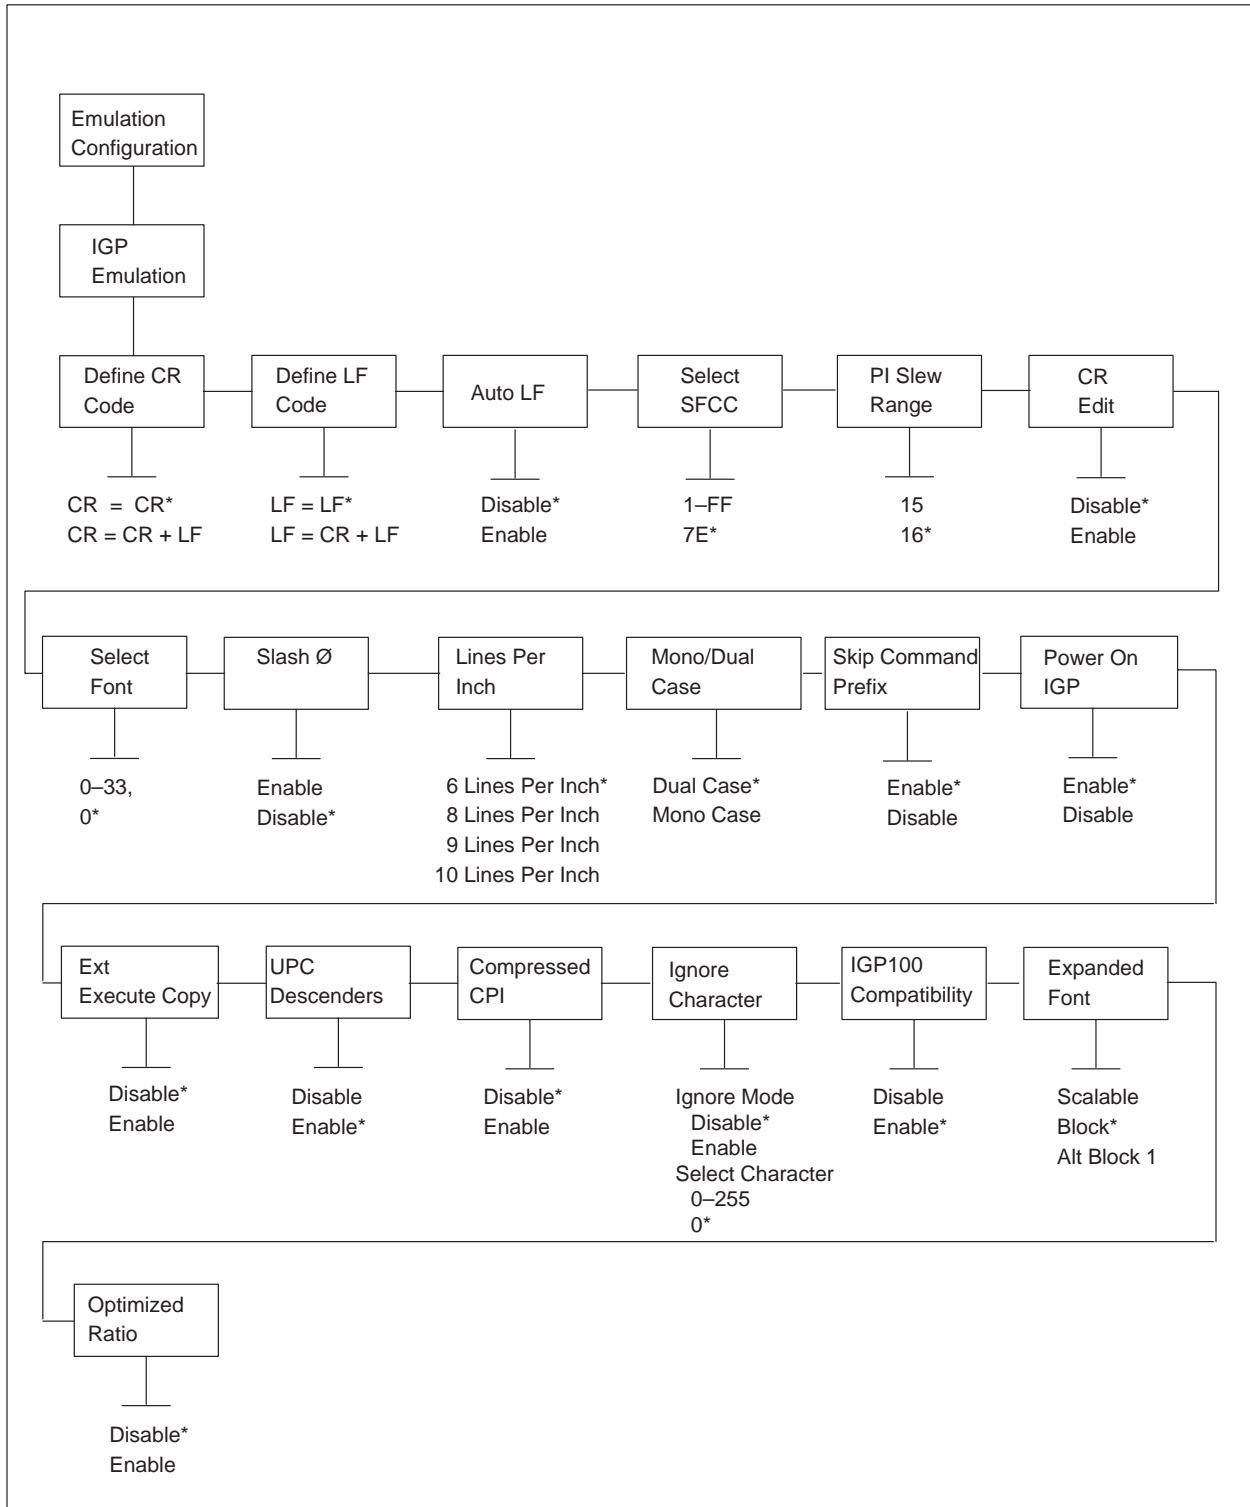 Emulation
Configuration
IGP
Emulation
Define CR
Code
CR = CR*
CR = CR + LF
Define LF
Code
LF = LF*
LF = CR + LF
Auto LF
Disable*
Enable
Select
SFCC
1–FF
7E*
PI Slew
Range
15
16*
CR
Edit
Disable*
Enable
Select
Font
0–33,
0*
Slash Ø
Enable
Disable*
Lines Per
Inch
6 Lines Per Inch*
8 Lines Per Inch
9 Lines Per Inch
10 Lines Per Inch
Mono/Dual
Case
Dual Case*
Mono Case
Skip Command
Prefix
Enable*
Disable
Power On
IGP
Enable*
Disable
Ext
Execute Copy
Disable*
Enable
UPC
Descenders
Disable
Enable*
Compressed
CPI
Disable*
Enable
Ignore
Character
Ignore Mode
Disable*
Enable
Select Character
0–255
0*
IGP100
Compatibility
Disable
Enable*
Expanded
Font
Scalable
Block*
Alt Block 1
Optimized
Ratio
Disable*
Enable